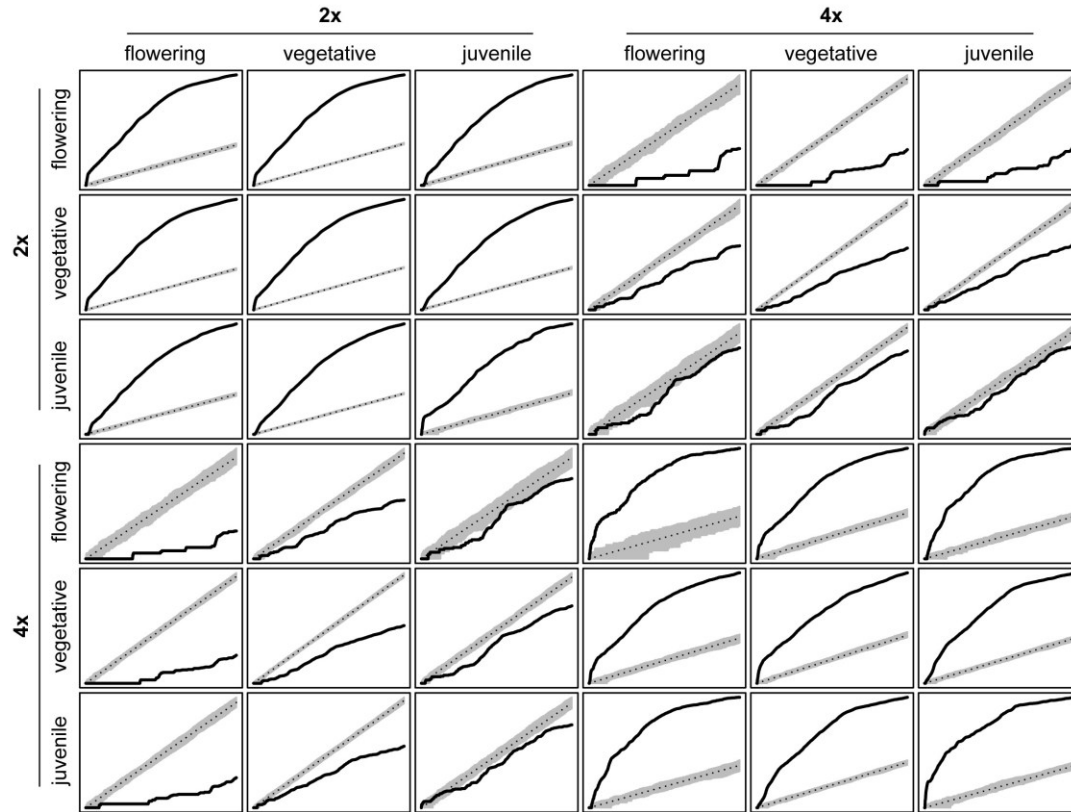 2x 4x
flowering vegetative juvenile flowering vegetative juvenile
2x
flowering
vegetative
juvenile
4x
flowering
vegetative
juvenile